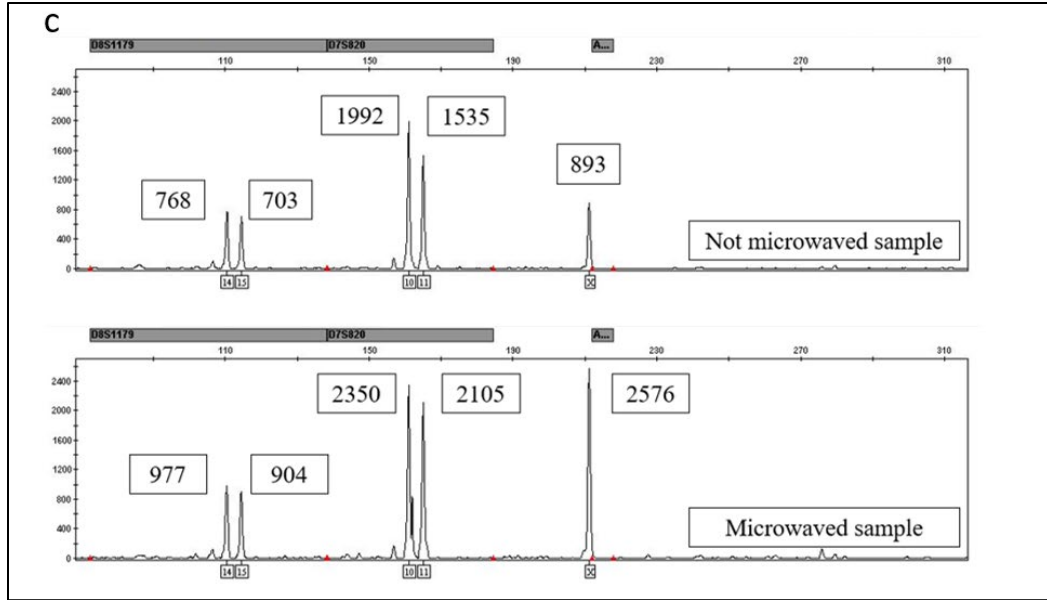 C
D8S1179 D7S820 A...
110 150 190 230 270 310
2400
2000
1600
1200
800
400
0
1992 1535
893
768 703
Not microwaved sample
14 15 10 11 X
D8S1179 D7S820 A...
110 150 190 230 270 310
2400
2000
1600
1200
800
400
0
2350 2105 2576
977 904
Microwaved sample
14 15 10 11 X